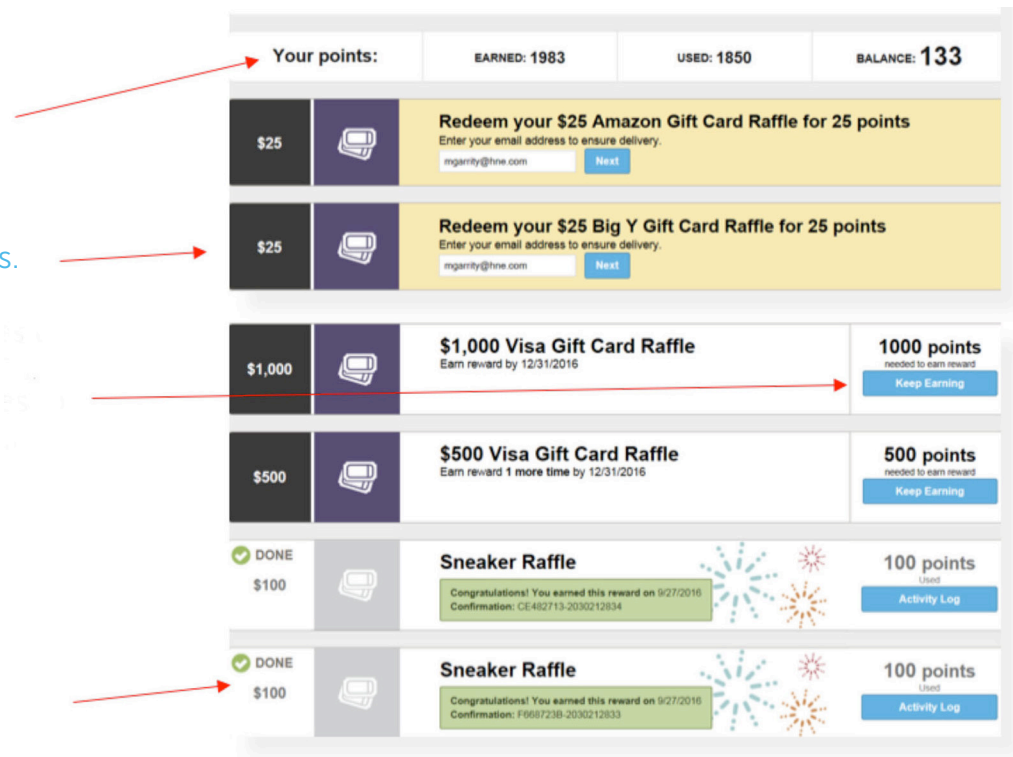 Your points:
EARNED: 1983
USED: 1850
BALANCE: 133
$25
Redeem your $25 Amazon Gift Card Raffle for 25 points
Enter your email address to ensure delivery.
mgarrity@hne.com
Next
s.
$25
Redeem your $25 Big Y Gift Card Raffle for 25 points
Enter your email address to ensure delivery.
mgarrity@hne.com
Next
$1,000
$1,000 Visa Gift Card Raffle
Earn reward by 12/31/2016
1000 points
needed to earn reward
Keep Earning
$500
$500 Visa Gift Card Raffle
Earn reward 1 more time by 12/31/2016
500 points
needed to earn reward
Keep Earning
DONE
$100
Sneaker Raffle
Congratulations! You earned this reward on 9/27/2016
Confirmation: CE482713-2030212834
100 points
Used
Activity Log
DONE
$100
Sneaker Raffle
Congratulations! You earned this reward on 9/27/2016
Confirmation: F668723B-2030212833
100 points
Used
Activity Log